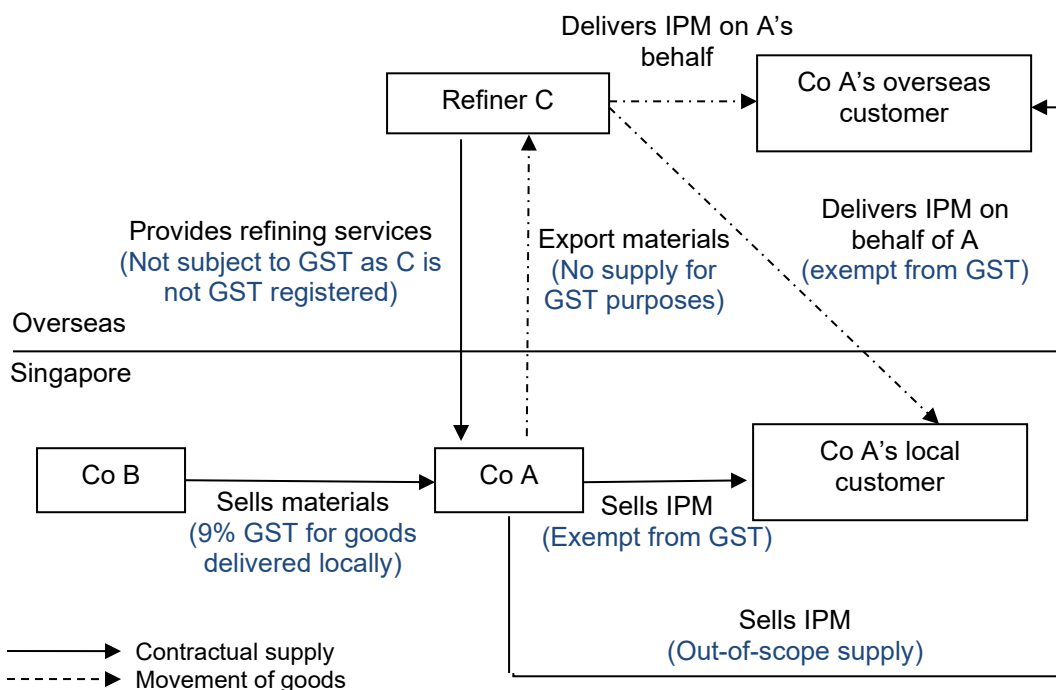 Delivers IPM on A’s
behalf
Refiner C
Co A’s overseas
customer
Provides refining services
(Not subject to GST as C is
not GST registered)
Export materials
(No supply for
GST purposes)
Delivers IPM on
behalf of A
(exempt from GST)
Overseas
Singapore
Co B
Sells materials
(9% GST for goods
delivered locally)
Co A
Sells IPM
(Exempt from GST)
Co A’s local
customer
Sells IPM
(Out-of-scope supply)
Contractual supply
Movement of goods